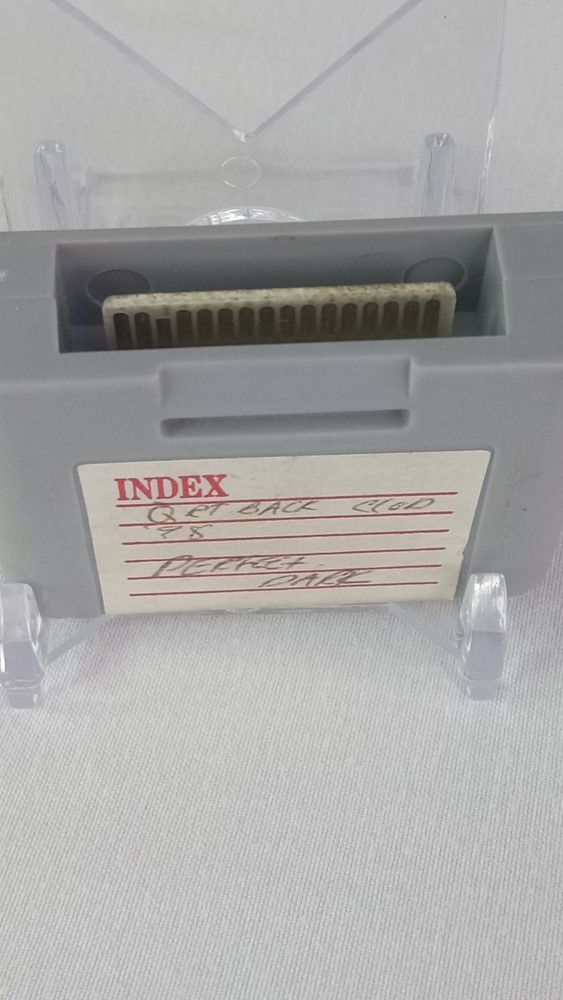 INDEX
QRT BACK CLUB
98
PERFECT
DARK